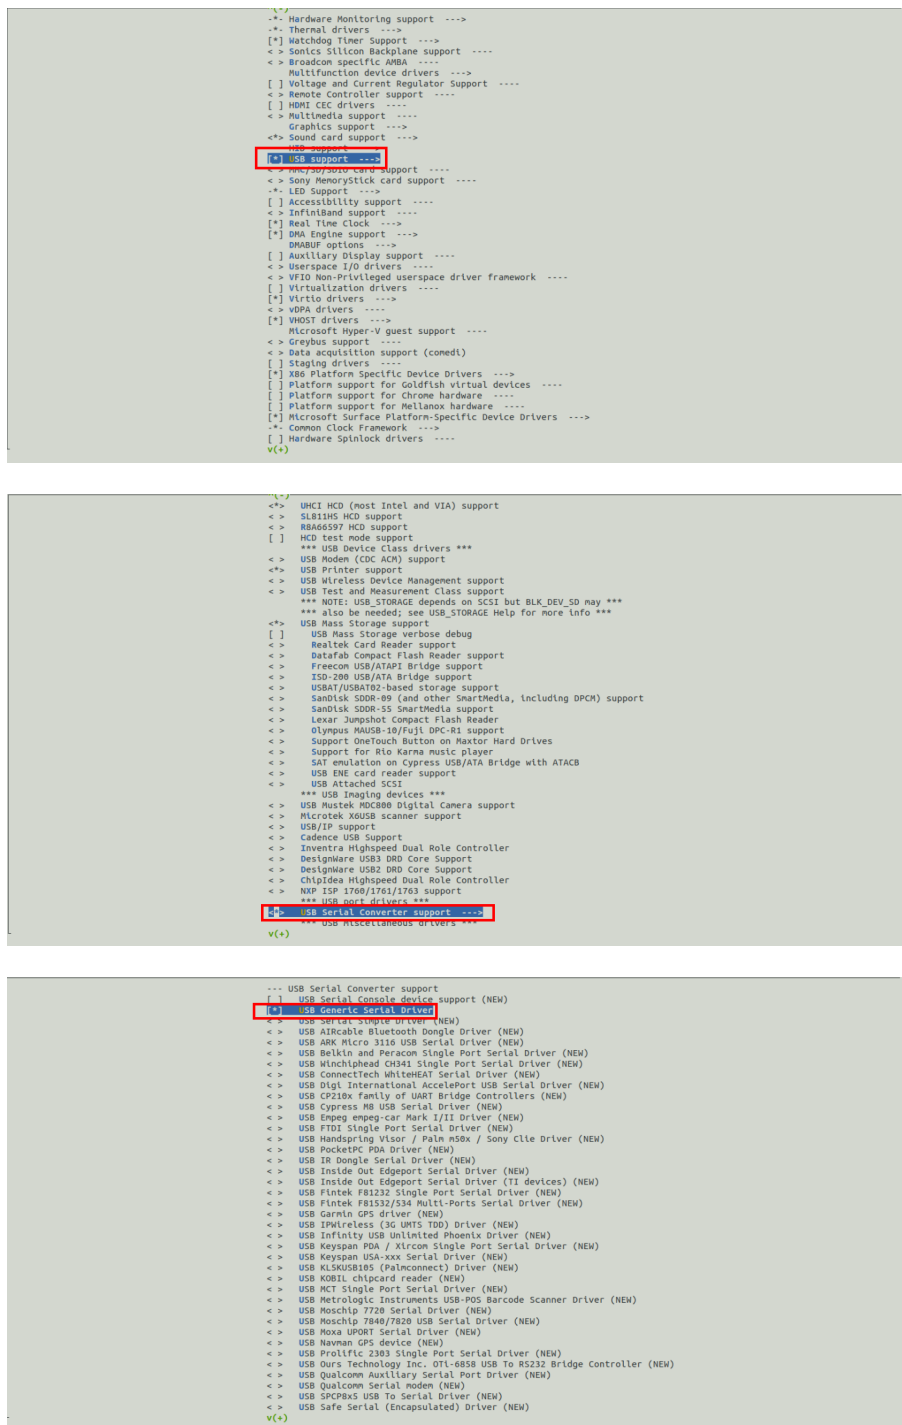 ^(-)
-*- Hardware Monitoring support  --->
-*- Thermal drivers  --->
[*] Watchdog Timer Support  --->
< > Sonics Silicon Backplane support  ----
< > Broadcom specific AMBA  ----
    Multifunction device drivers  --->
[ ] Voltage and Current Regulator Support  ----
< > Remote Controller support  ----
[ ] HDMI CEC drivers  ----
< > Multimedia support  ----
    Graphics support  --->
<*> Sound card support  --->
    HID support  --->
[*] USB support  --->
< > MMC/SD/SDIO card support  ----
< > Sony MemoryStick card support  ----
-*- LED Support  --->
[ ] Accessibility support  ----
< > InfiniBand support  ----
[*] Real Time Clock  --->
[*] DMA Engine support  --->
    DMABUF options  --->
[ ] Auxiliary Display support  ----
< > Userspace I/O drivers  ----
< > VFIO Non-Privileged userspace driver framework  ----
[ ] Virtualization drivers  ----
[*] Virtio drivers  --->
< > vDPA drivers  ----
[*] VHOST drivers  --->
    Microsoft Hyper-V guest support  ----
< > Greybus support  ----
< > Data acquisition support (comedi)
[ ] Staging drivers  ----
[*] X86 Platform Specific Device Drivers  --->
[ ] Platform support for Goldfish virtual devices  ----
[ ] Platform support for Chrome hardware  ----
[ ] Platform support for Mellanox hardware  ----
[*] Microsoft Surface Platform-Specific Device Drivers  --->
-*- Common Clock Framework  --->
[ ] Hardware Spinlock drivers  ----
v(+)
^(-)
<*>   UHCI HCD (most Intel and VIA) support
< >   SL811HS HCD support
< >   R8A66597 HCD support
[ ]   HCD test mode support
      *** USB Device Class drivers ***
< >   USB Modem (CDC ACM) support
<*>   USB Printer support
< >   USB Wireless Device Management support
< >   USB Test and Measurement Class support
      *** NOTE: USB_STORAGE depends on SCSI but BLK_DEV_SD may ***
      *** also be needed; see USB_STORAGE Help for more info ***
<*>   USB Mass Storage support
[ ]     USB Mass Storage verbose debug
< >     Realtek Card Reader support
< >     Datafab Compact Flash Reader support
< >     Freecom USB/ATAPI Bridge support
< >     ISD-200 USB/ATA Bridge support
< >     USBAT/USBAT02-based storage support
< >     SanDisk SDDR-09 (and other SmartMedia, including DPCM) support
< >     SanDisk SDDR-55 SmartMedia support
< >     Lexar Jumpshot Compact Flash Reader
< >     Olympus MAUSB-10/Fuji DPC-R1 support
< >     Support OneTouch Button on Maxtor Hard Drives
< >     Support for Rio Karma music player
< >     SAT emulation on Cypress USB/ATA Bridge with ATACB
< >     USB ENE card reader support
< >     USB Attached SCSI
      *** USB Imaging devices ***
< >   USB Mustek MDC800 Digital Camera support
< >   Microtek X6USB scanner support
< >   USB/IP support
< >   Cadence USB Support
< >   Inventra Highspeed Dual Role Controller
< >   DesignWare USB3 DRD Core Support
< >   DesignWare USB2 DRD Core Support
< >   ChipIdea Highspeed Dual Role Controller
< >   NXP ISP 1760/1761/1763 support
      *** USB port drivers ***
<*>   USB Serial Converter support  --->
      *** USB Miscellaneous drivers ***
v(+)
--- USB Serial Converter support
[ ]   USB Serial Console device support (NEW)
[*]   USB Generic Serial Driver
< >   USB Serial Simple Driver (NEW)
< >   USB AIRcable Bluetooth Dongle Driver (NEW)
< >   USB ARK Micro 3116 USB Serial Driver (NEW)
< >   USB Belkin and Peracom Single Port Serial Driver (NEW)
< >   USB Winchiphead CH341 Single Port Serial Driver (NEW)
< >   USB ConnectTech WhiteHEAT Serial Driver (NEW)
< >   USB Digi International AccelePort USB Serial Driver (NEW)
< >   USB CP210x family of UART Bridge Controllers (NEW)
< >   USB Cypress M8 USB Serial Driver (NEW)
< >   USB Empeg empeg-car Mark I/II Driver (NEW)
< >   USB FTDI Single Port Serial Driver (NEW)
< >   USB Handspring Visor / Palm m50x / Sony Clie Driver (NEW)
< >   USB PocketPC PDA Driver (NEW)
< >   USB IR Dongle Serial Driver (NEW)
< >   USB Inside Out Edgeport Serial Driver (NEW)
< >   USB Inside Out Edgeport Serial Driver (TI devices) (NEW)
< >   USB Fintek F81232 Single Port Serial Driver (NEW)
< >   USB Fintek F81532/534 Multi-Ports Serial Driver (NEW)
< >   USB Garmin GPS driver (NEW)
< >   USB IPWireless (3G UMTS TDD) Driver (NEW)
< >   USB Infinity USB Unlimited Phoenix Driver (NEW)
< >   USB Keyspan PDA / Xircom Single Port Serial Driver (NEW)
< >   USB Keyspan USA-xxx Serial Driver (NEW)
< >   USB KL5KUSB105 (Palmconnect) Driver (NEW)
< >   USB KOBIL chipcard reader (NEW)
< >   USB MCT Single Port Serial Driver (NEW)
< >   USB Metrologic Instruments USB-POS Barcode Scanner Driver (NEW)
< >   USB Moschip 7720 Serial Driver (NEW)
< >   USB Moschip 7840/7820 USB Serial Driver (NEW)
< >   USB Moxa UPORT Serial Driver (NEW)
< >   USB Navman GPS device (NEW)
< >   USB Prolific 2303 Single Port Serial Driver (NEW)
< >   USB Ours Technology Inc. OTi-6858 USB To RS232 Bridge Controller (NEW)
< >   USB Qualcomm Auxiliary Serial Port Driver (NEW)
< >   USB Qualcomm Serial modem (NEW)
< >   USB SPCP8x5 USB To Serial Driver (NEW)
< >   USB Safe Serial (Encapsulated) Driver (NEW)
v(+)